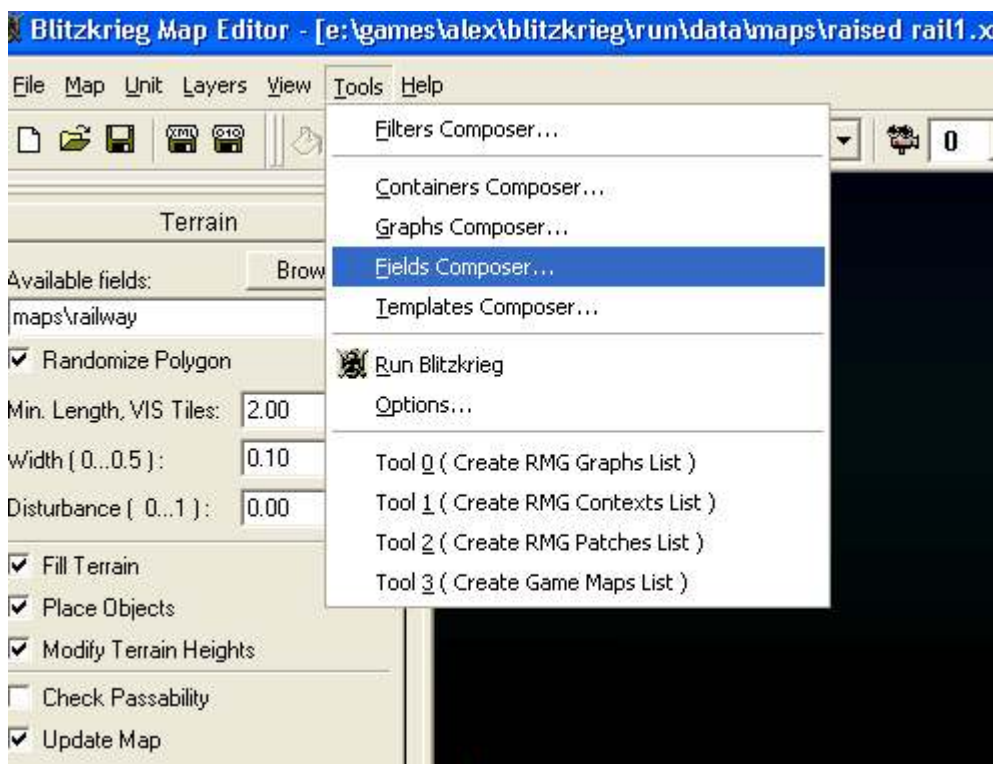 Blitzkrieg Map Editor - [e:\games\alex\blitzkrieg\run\data\maps\raised rail1.x
File Map Unit Layers View Tools Help
XML 010
0
Filters Composer...
Containers Composer...
Graphs Composer...
Fields Composer...
Templates Composer...
Run Blitzkrieg
Options...
Tool 0 ( Create RMG Graphs List )
Tool 1 ( Create RMG Contexts List )
Tool 2 ( Create RMG Patches List )
Tool 3 ( Create Game Maps List )
Terrain
Available fields: Brow
maps\railway
Randomize Polygon
Min. Length, VIS Tiles: 2.00
Width ( 0...0.5 ) : 0.10
Disturbance ( 0...1 ) : 0.00
Fill Terrain
Place Objects
Modify Terrain Heights
Check Passability
Update Map